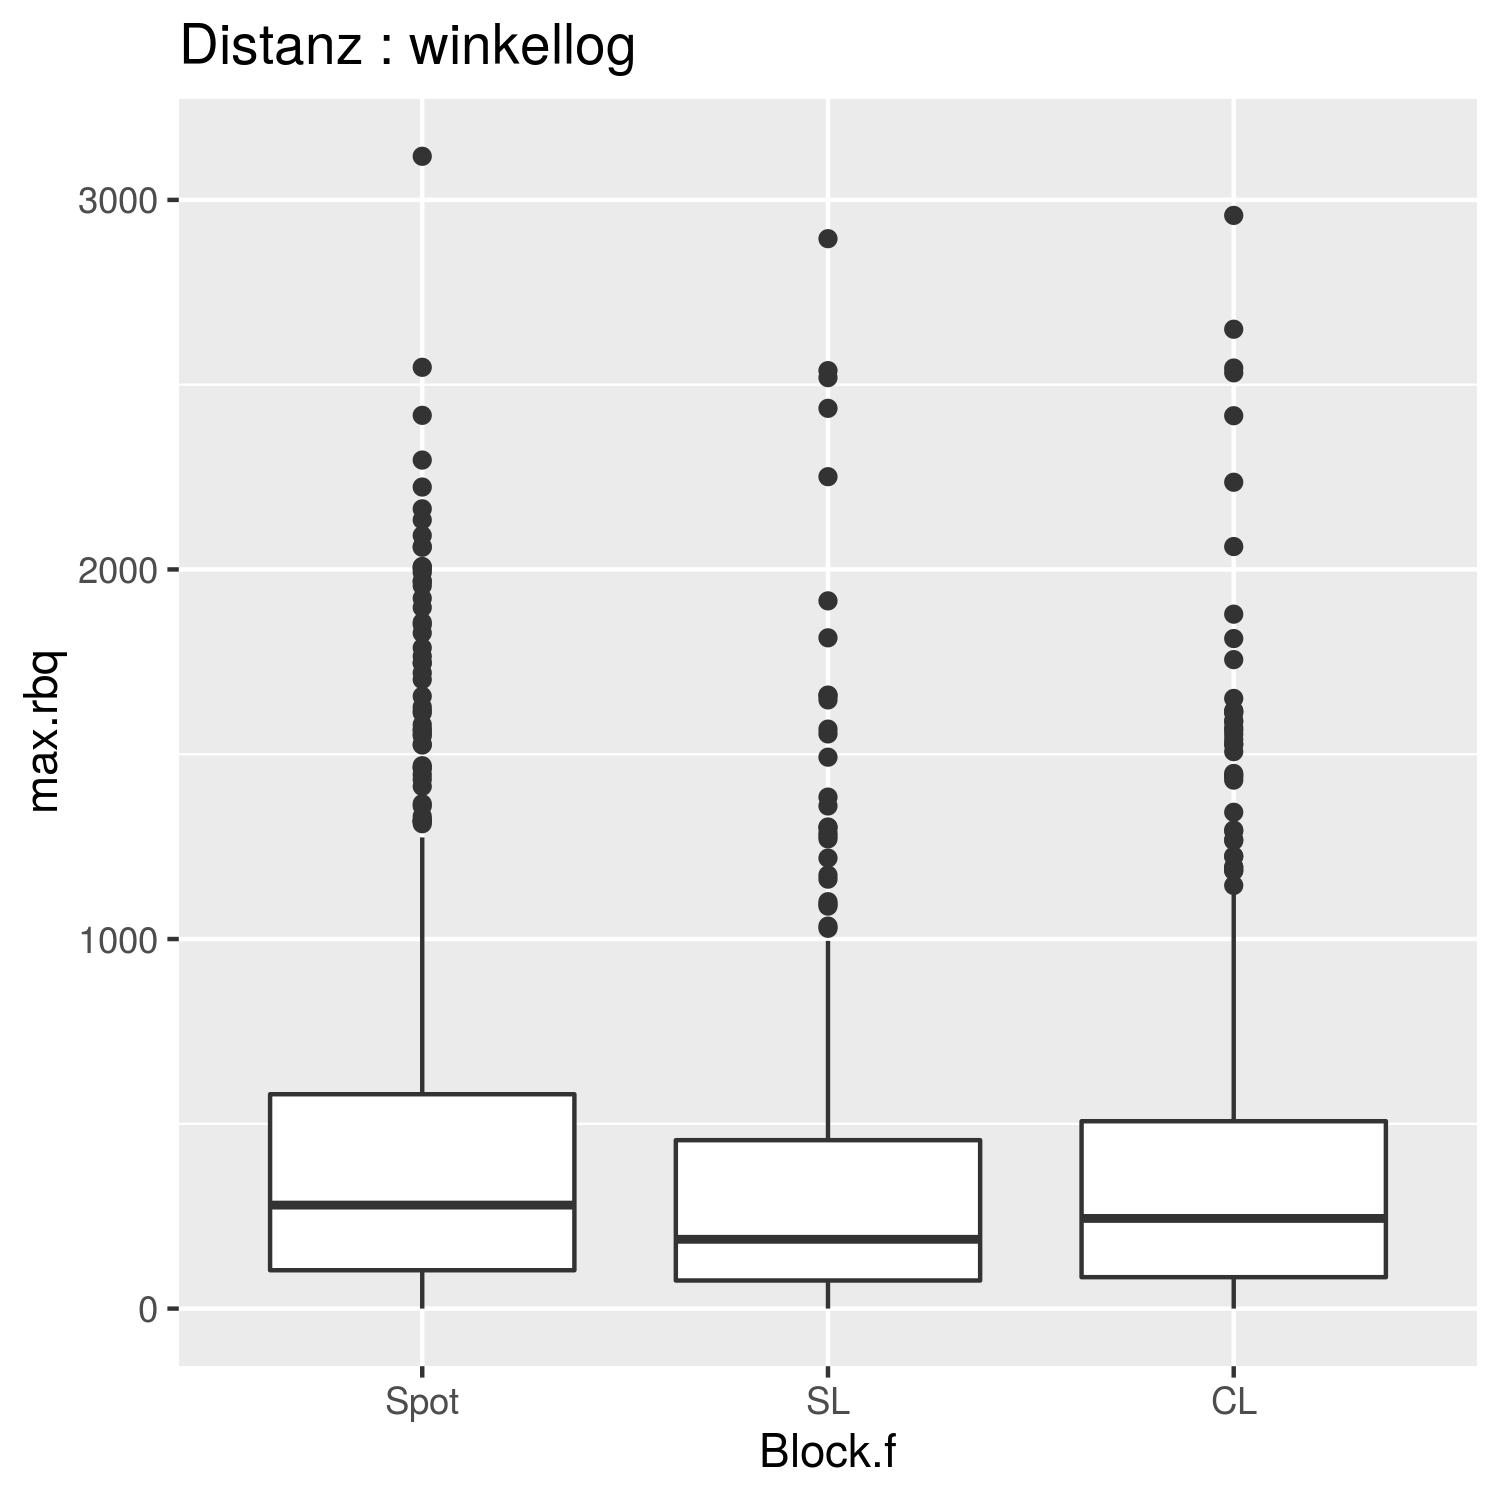 Distanz : winkellog
max.rbq
3000
2000
1000
0
Spot SL CL
Block.f